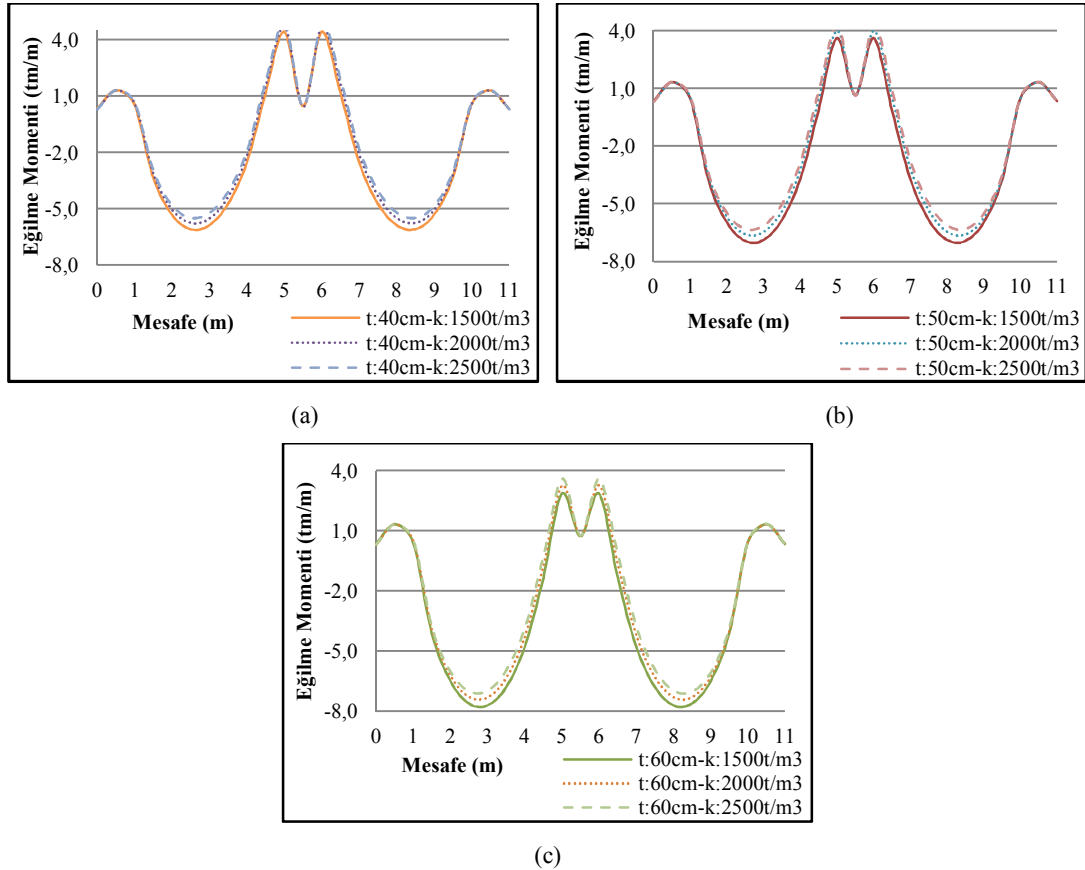 4,0
1,0
-2,0
-5,0
-8,0
Eğilme Momenti (tm/m)
0 1 2 3 4 5 6 7 8 9 10 11
Mesafe (m)
t:40cm-k:1500t/m3
t:40cm-k:2000t/m3
t:40cm-k:2500t/m3
(a)
4,0
1,0
-2,0
-5,0
-8,0
Eğilme Momenti (tm/m)
0 1 2 3 4 5 6 7 8 9 10 11
Mesafe (m)
t:50cm-k:1500t/m3
t:50cm-k:2000t/m3
t:50cm-k:2500t/m3
(b)
4,0
1,0
-2,0
-5,0
-8,0
Eğilme Momenti (tm/m)
0 1 2 3 4 5 6 7 8 9 10 11
Mesafe (m)
t:60cm-k:1500t/m3
t:60cm-k:2000t/m3
t:60cm-k:2500t/m3
(c)